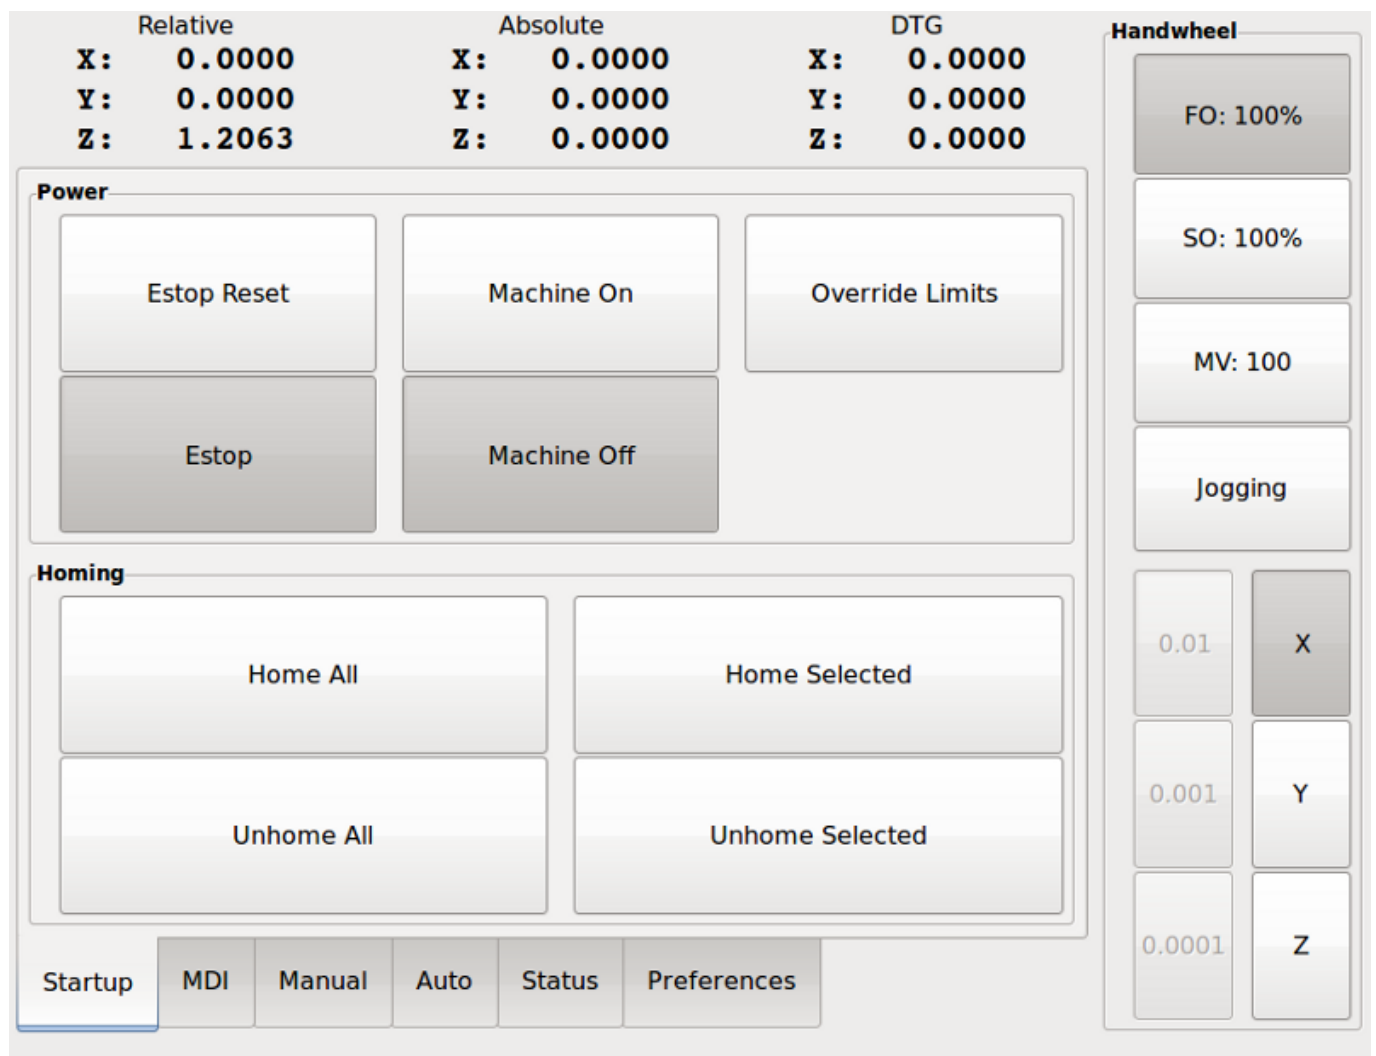 Relative Absolute DTG
X: 0.0000 X: 0.0000 X: 0.0000
Y: 0.0000 Y: 0.0000 Y: 0.0000
Z: 1.2063 Z: 0.0000 Z: 0.0000
Power
Estop Reset Machine On Override Limits
Estop Machine Off
Homing
Home All Home Selected
Unhome All Unhome Selected
Startup MDI Manual Auto Status Preferences
Handwheel
FO: 100%
SO: 100%
MV: 100
Jogging
0.01 X
0.001 Y
0.0001 Z